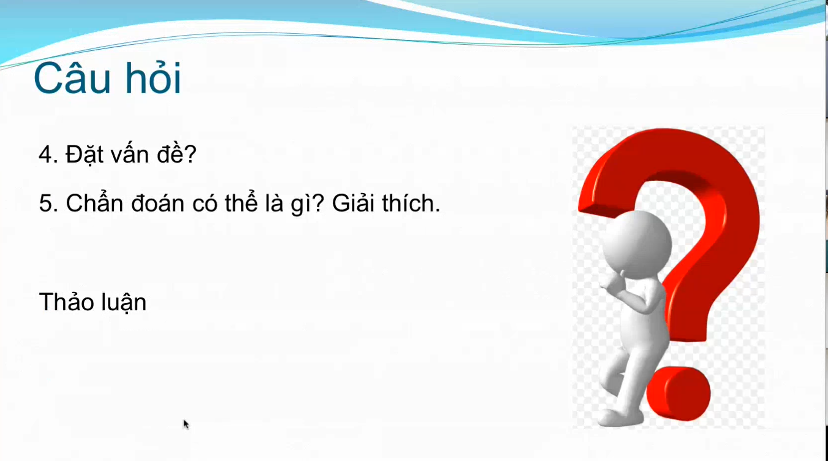 Câu hỏi
4. Đặt vấn đề?
5. Chẩn đoán có thể là gì? Giải thích.
Thảo luận